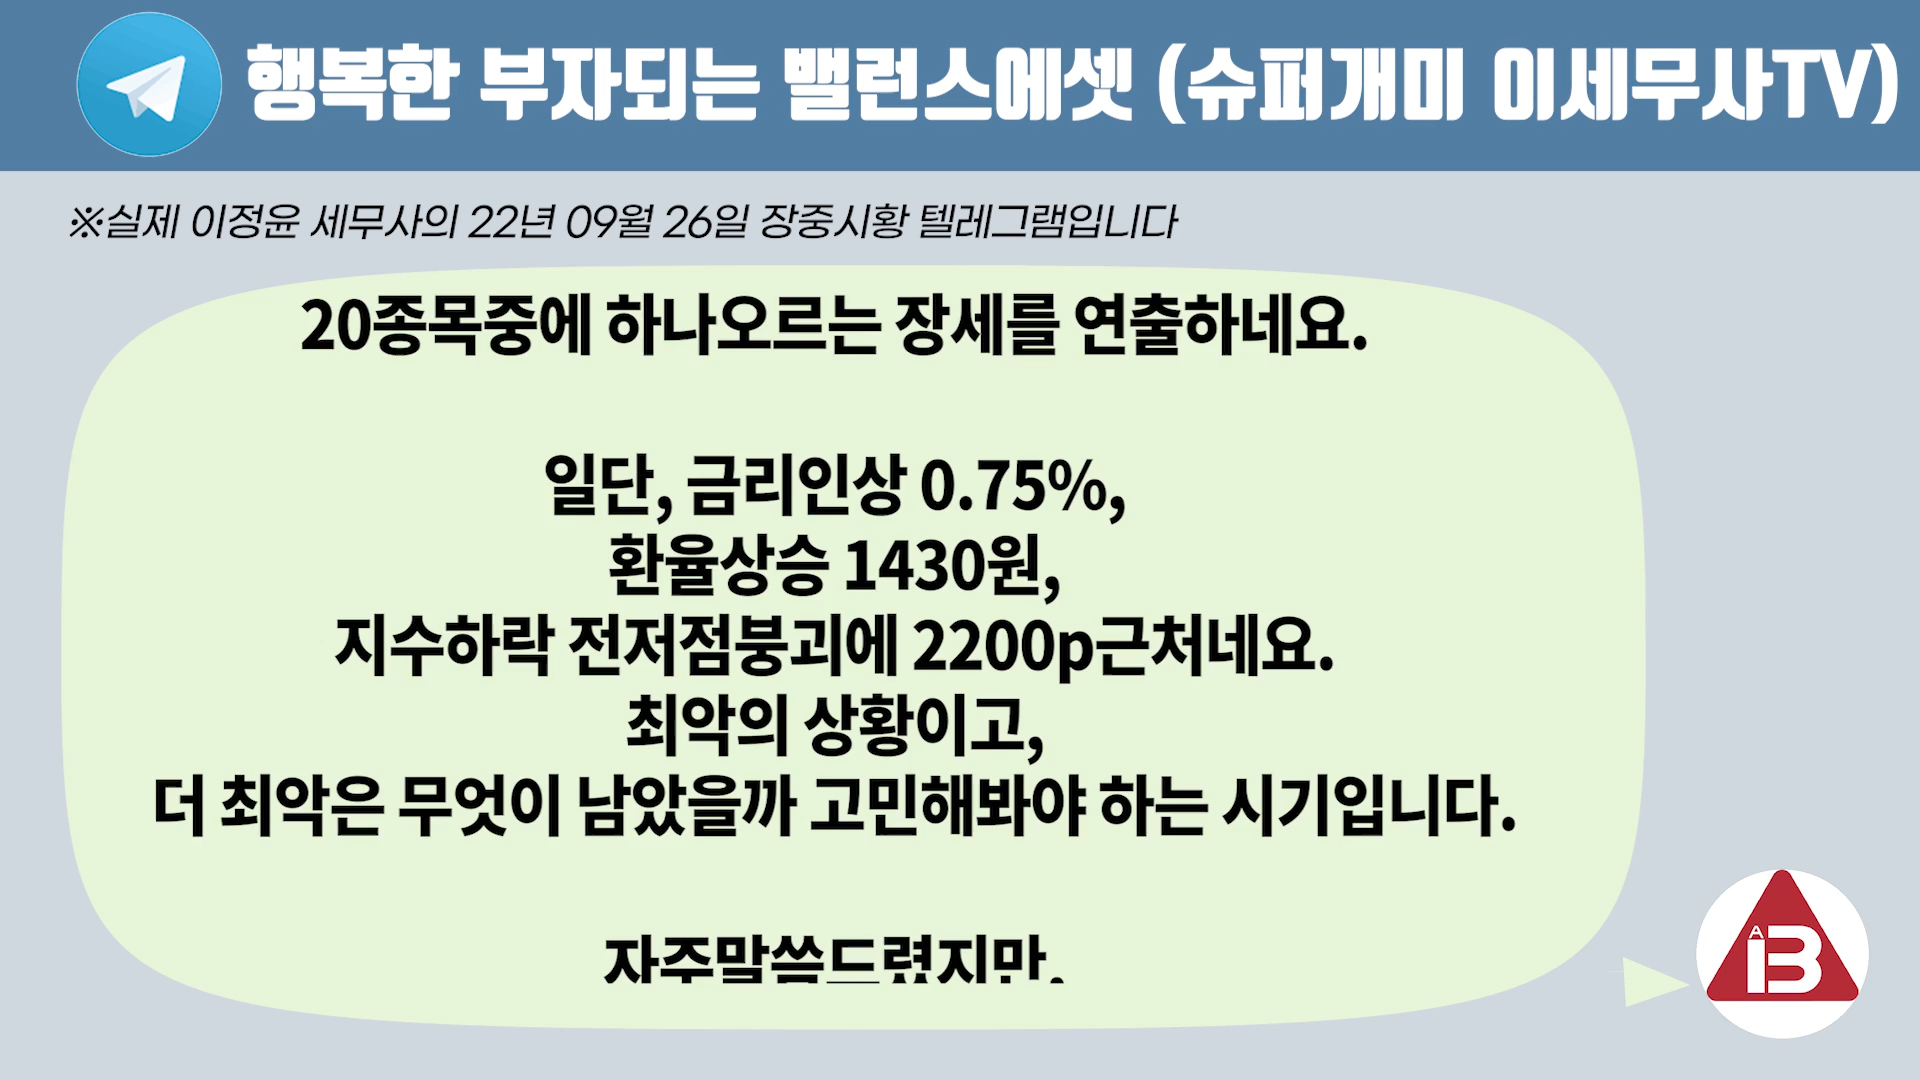 행복한 부자되는 밸런스에셋 (슈퍼개미 이세무사TV)
※실제 이정윤 세무사의 22년 09월 26일 장중시황 텔레그램입니다
20종목중에 하나오르는 장세를 연출하네요.
일단, 금리인상 0.75%,
환율상승 1430원,
지수하락 전저점붕괴에 2200p근처네요.
최악의 상황이고,
더 최악은 무엇이 남았을까 고민해봐야 하는 시기입니다.
자주말씀드렸지만,
A
IB